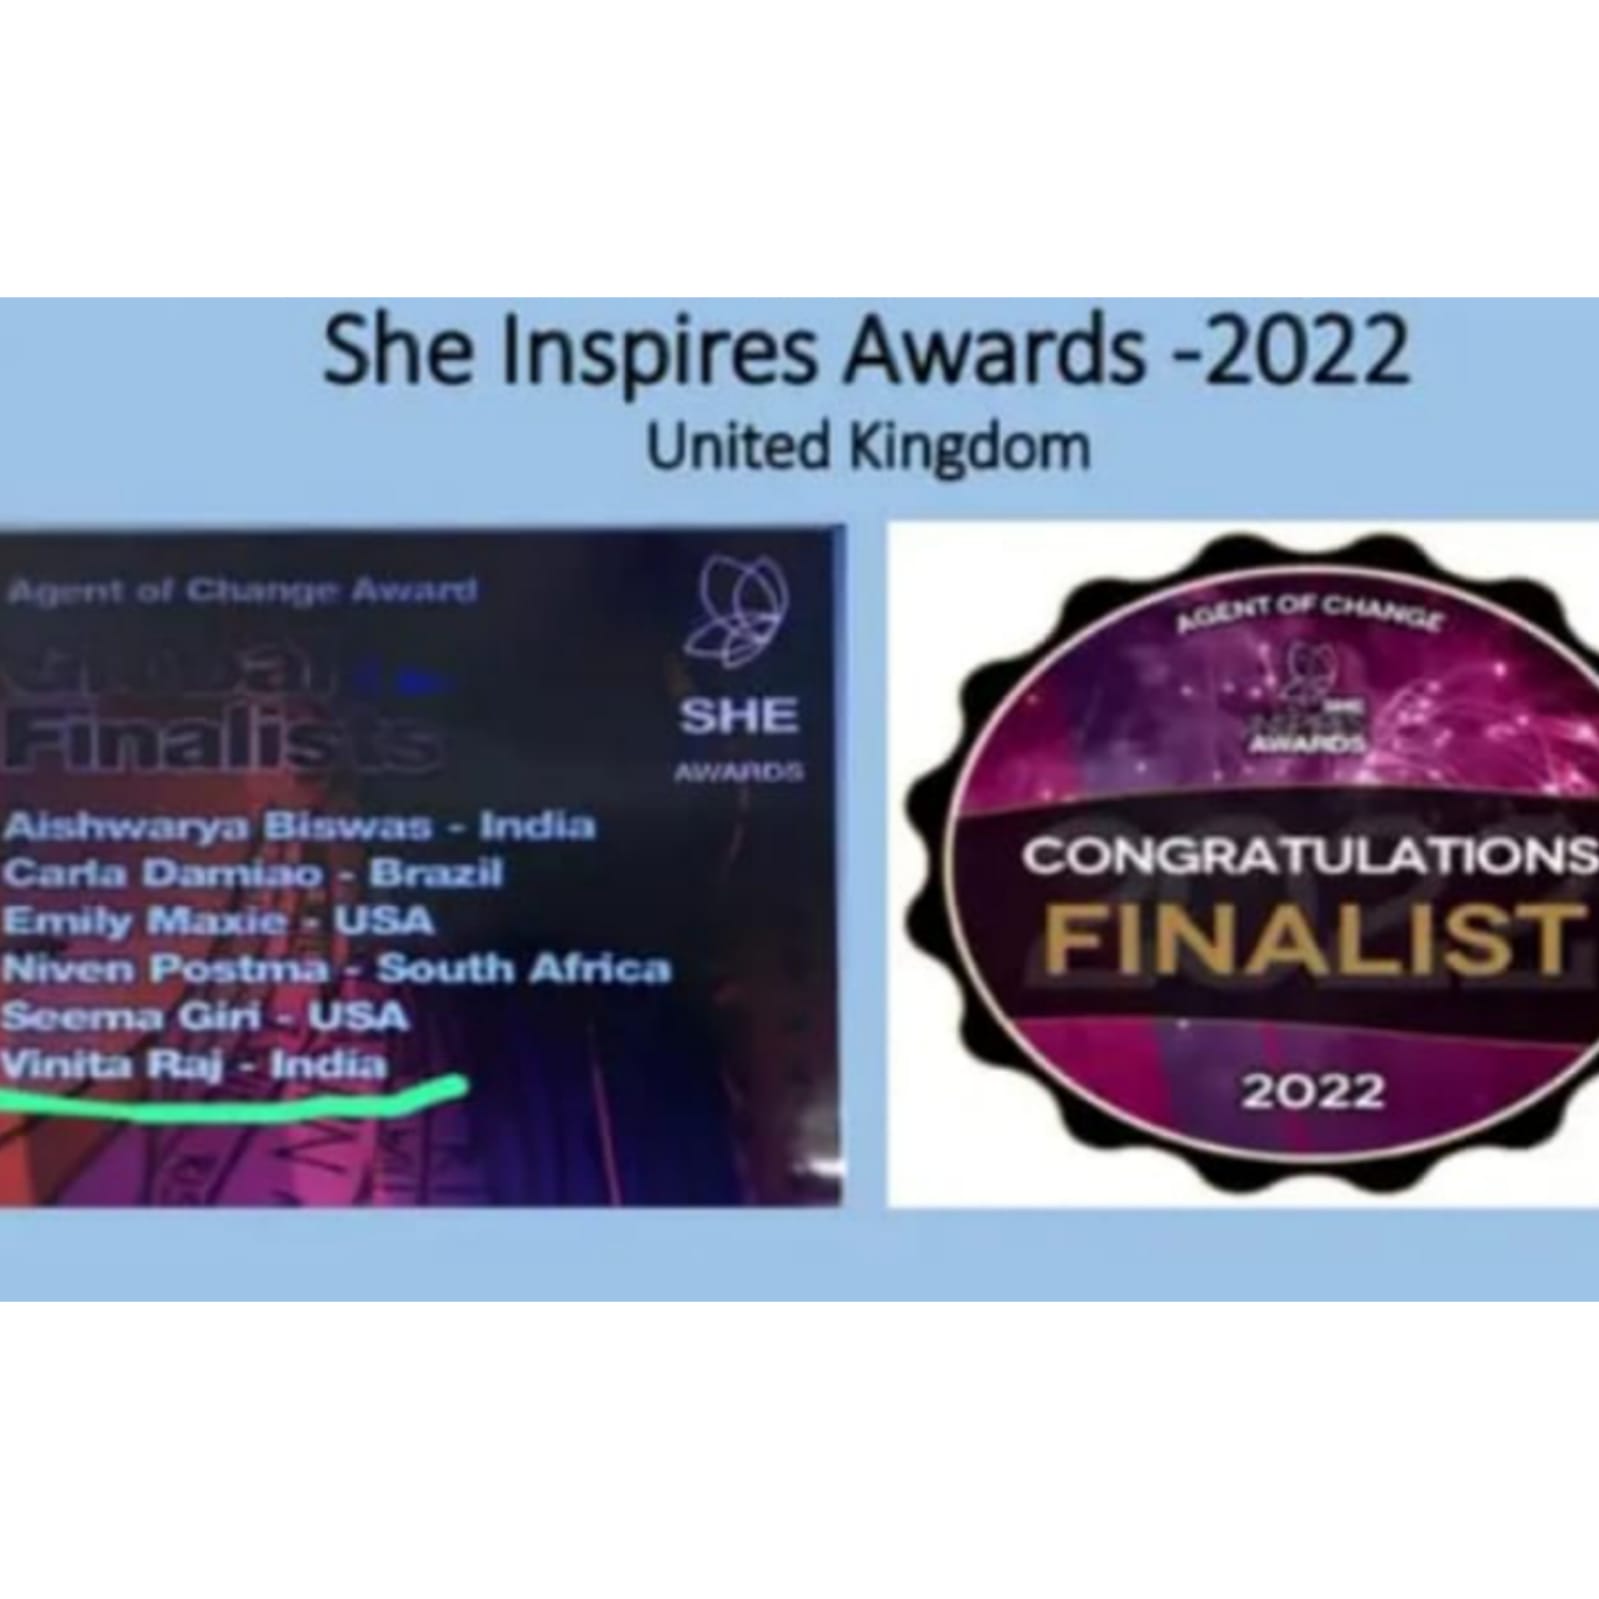 She Inspires Awards -2022
United Kingdom
Agent of Change Award
Global
Finalists
SHE
AWARDS
Aishwarya Biswas - India
Carla Damiao - Brazil
Emily Maxie - USA
Niven Postma - South Africa
Seema Giri - USA
Vinita Raj - India
AGENT OF CHANGE
SHE
AWARDS
CONGRATULATIONS
FINALIST
2022